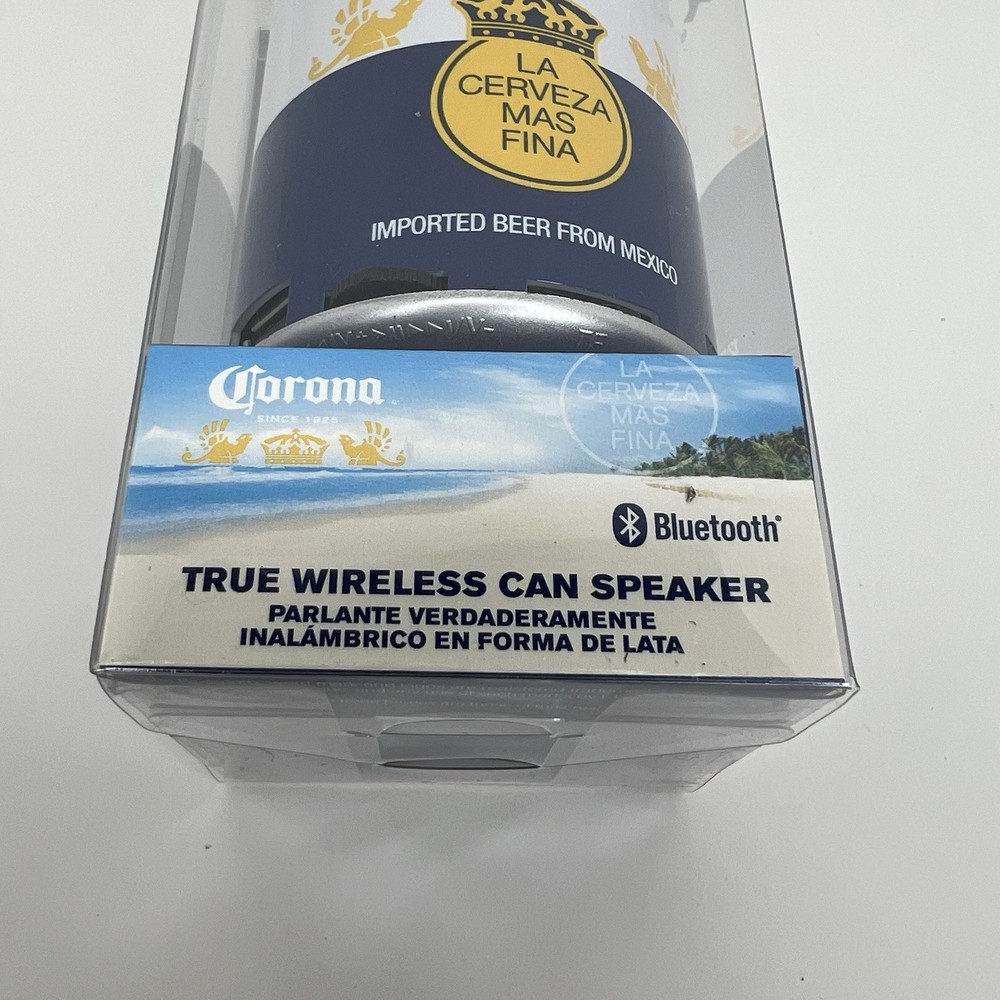 LA
CERVEZA
MAS
FINA
IMPORTED BEER FROM MEXICO
Corona
SINCE 1925
LA
CERVEZA
MAS
FINA
Bluetooth®
TRUE WIRELESS CAN SPEAKER
PARLANTE VERDADERAMENTE
INALÁMBRICO EN FORMA DE LATA